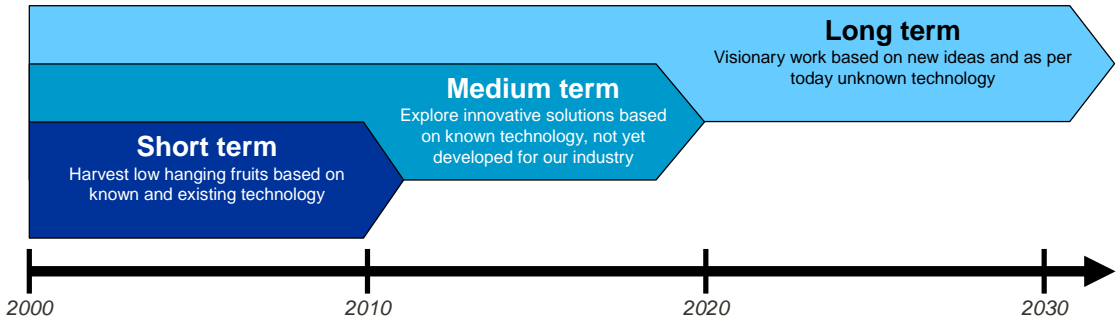 Long term
Visionary work based on new ideas and as per
today unknown technology
Medium term
Explore innovative solutions based
on known technology, not yet
developed for our industry
Short term
Harvest low hanging fruits based on
known and existing technology
2000
2010
2020
2030